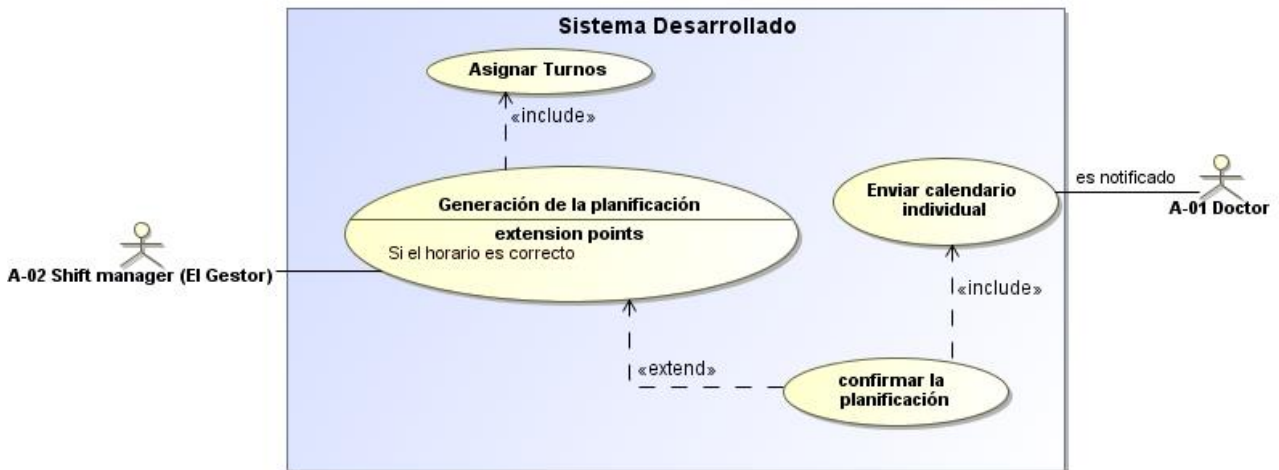 Sistema Desarrollado
Asignar Turnos
«include»
Generación de la planificación
extension points
Si el horario es correcto
A-02 Shift manager (El Gestor)
Enviar calendario
individual
es notificado
A-01 Doctor
«include»
«extend»
confirmar la
planificación